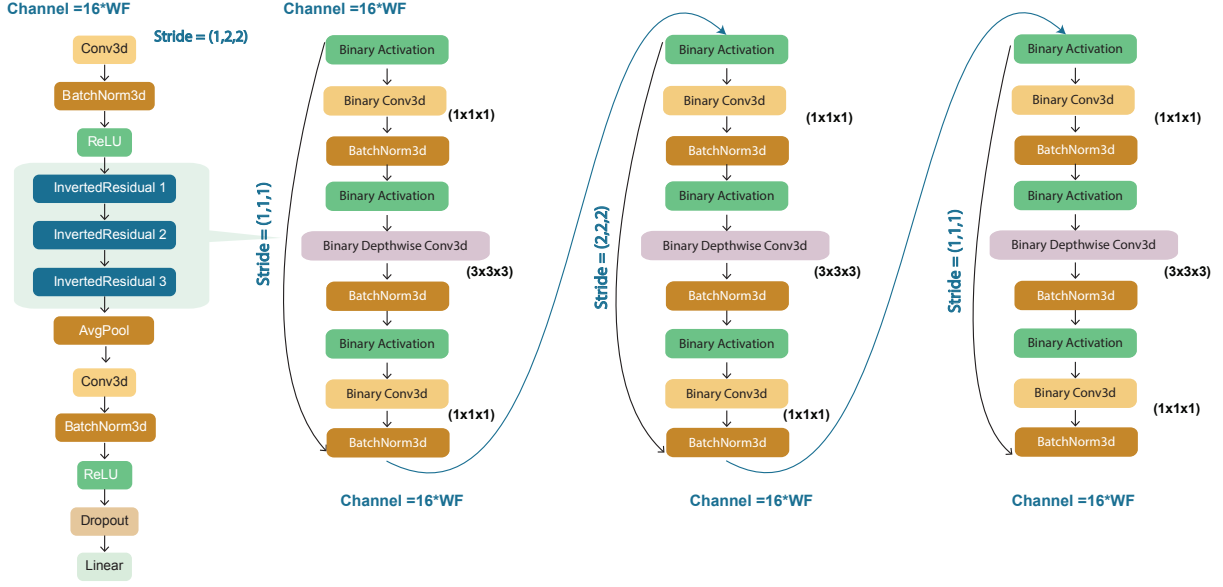 Channel =16*WF
Stride = (1,2,2)
Conv3d
BatchNorm3d
ReLU
InvertedResidual 1
InvertedResidual 2
InvertedResidual 3
AvgPool
Conv3d
BatchNorm3d
ReLU
Dropout
Linear
Channel =16*WF
Stride = (1,1,1)
Binary Activation
Binary Conv3d
(1x1x1)
BatchNorm3d
Binary Activation
Binary Depthwise Conv3d
(3x3x3)
BatchNorm3d
Binary Activation
Binary Conv3d
(1x1x1)
BatchNorm3d
Channel =16*WF
Stride = (2,2,2)
Binary Activation
Binary Conv3d
(1x1x1)
BatchNorm3d
Binary Activation
Binary Depthwise Conv3d
(3x3x3)
BatchNorm3d
Binary Activation
Binary Conv3d
(1x1x1)
BatchNorm3d
Channel =16*WF
Stride = (1,1,1)
Binary Activation
Binary Conv3d
(1x1x1)
BatchNorm3d
Binary Activation
Binary Depthwise Conv3d
(3x3x3)
BatchNorm3d
Binary Activation
Binary Conv3d
(1x1x1)
BatchNorm3d
Channel =16*WF